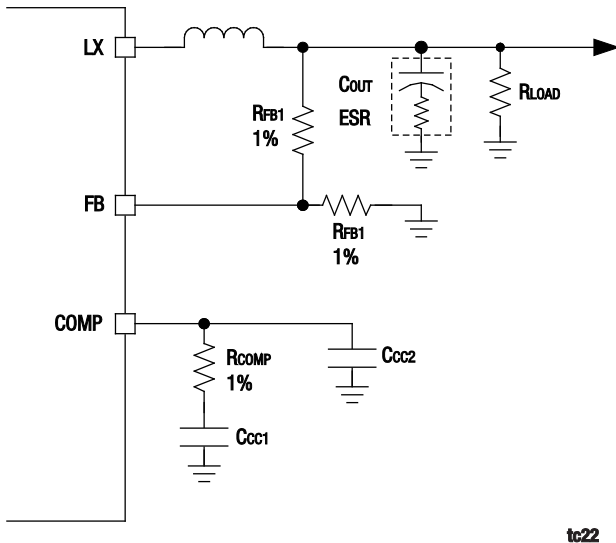 LX
COUT
ESR
RLOAD
RFB1
1%
FB
RFB1
1%
COMP
RCOMP
1%
CCC2
CCC1
tc22